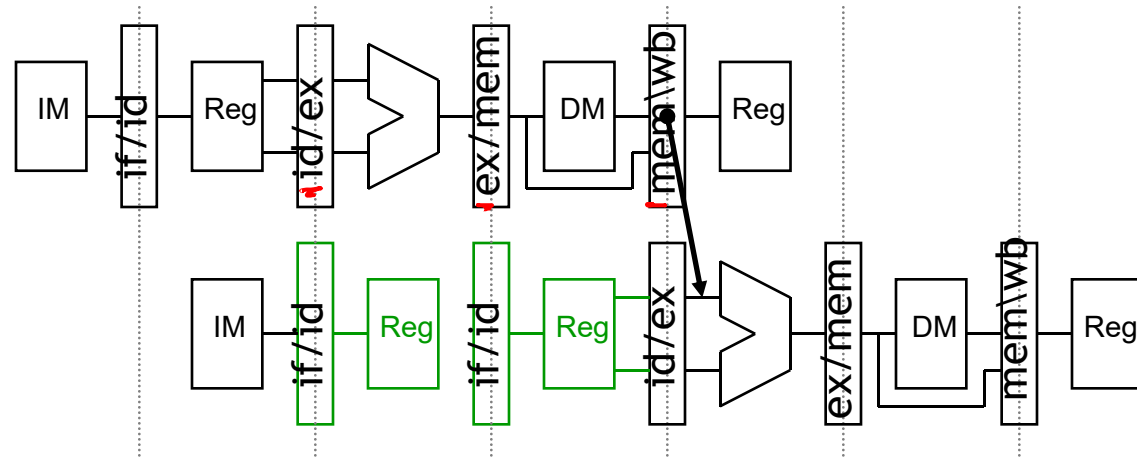 IM if/id Reg id/ex ex/mem DM mem\wb Reg
IM if/id Reg if/id Reg id/ex ex/mem DM mem\wb Reg